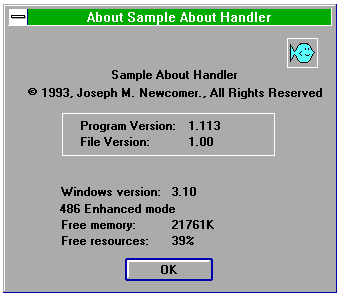 About Sample About Handler
Sample About Handler
© 1993, Joseph M. Newcomer., All Rights Reserved
Program Version: 1.113
File Version: 1.00
Windows version: 3.10
486 Enhanced mode
Free memory: 21761K
Free resources: 39%
OK